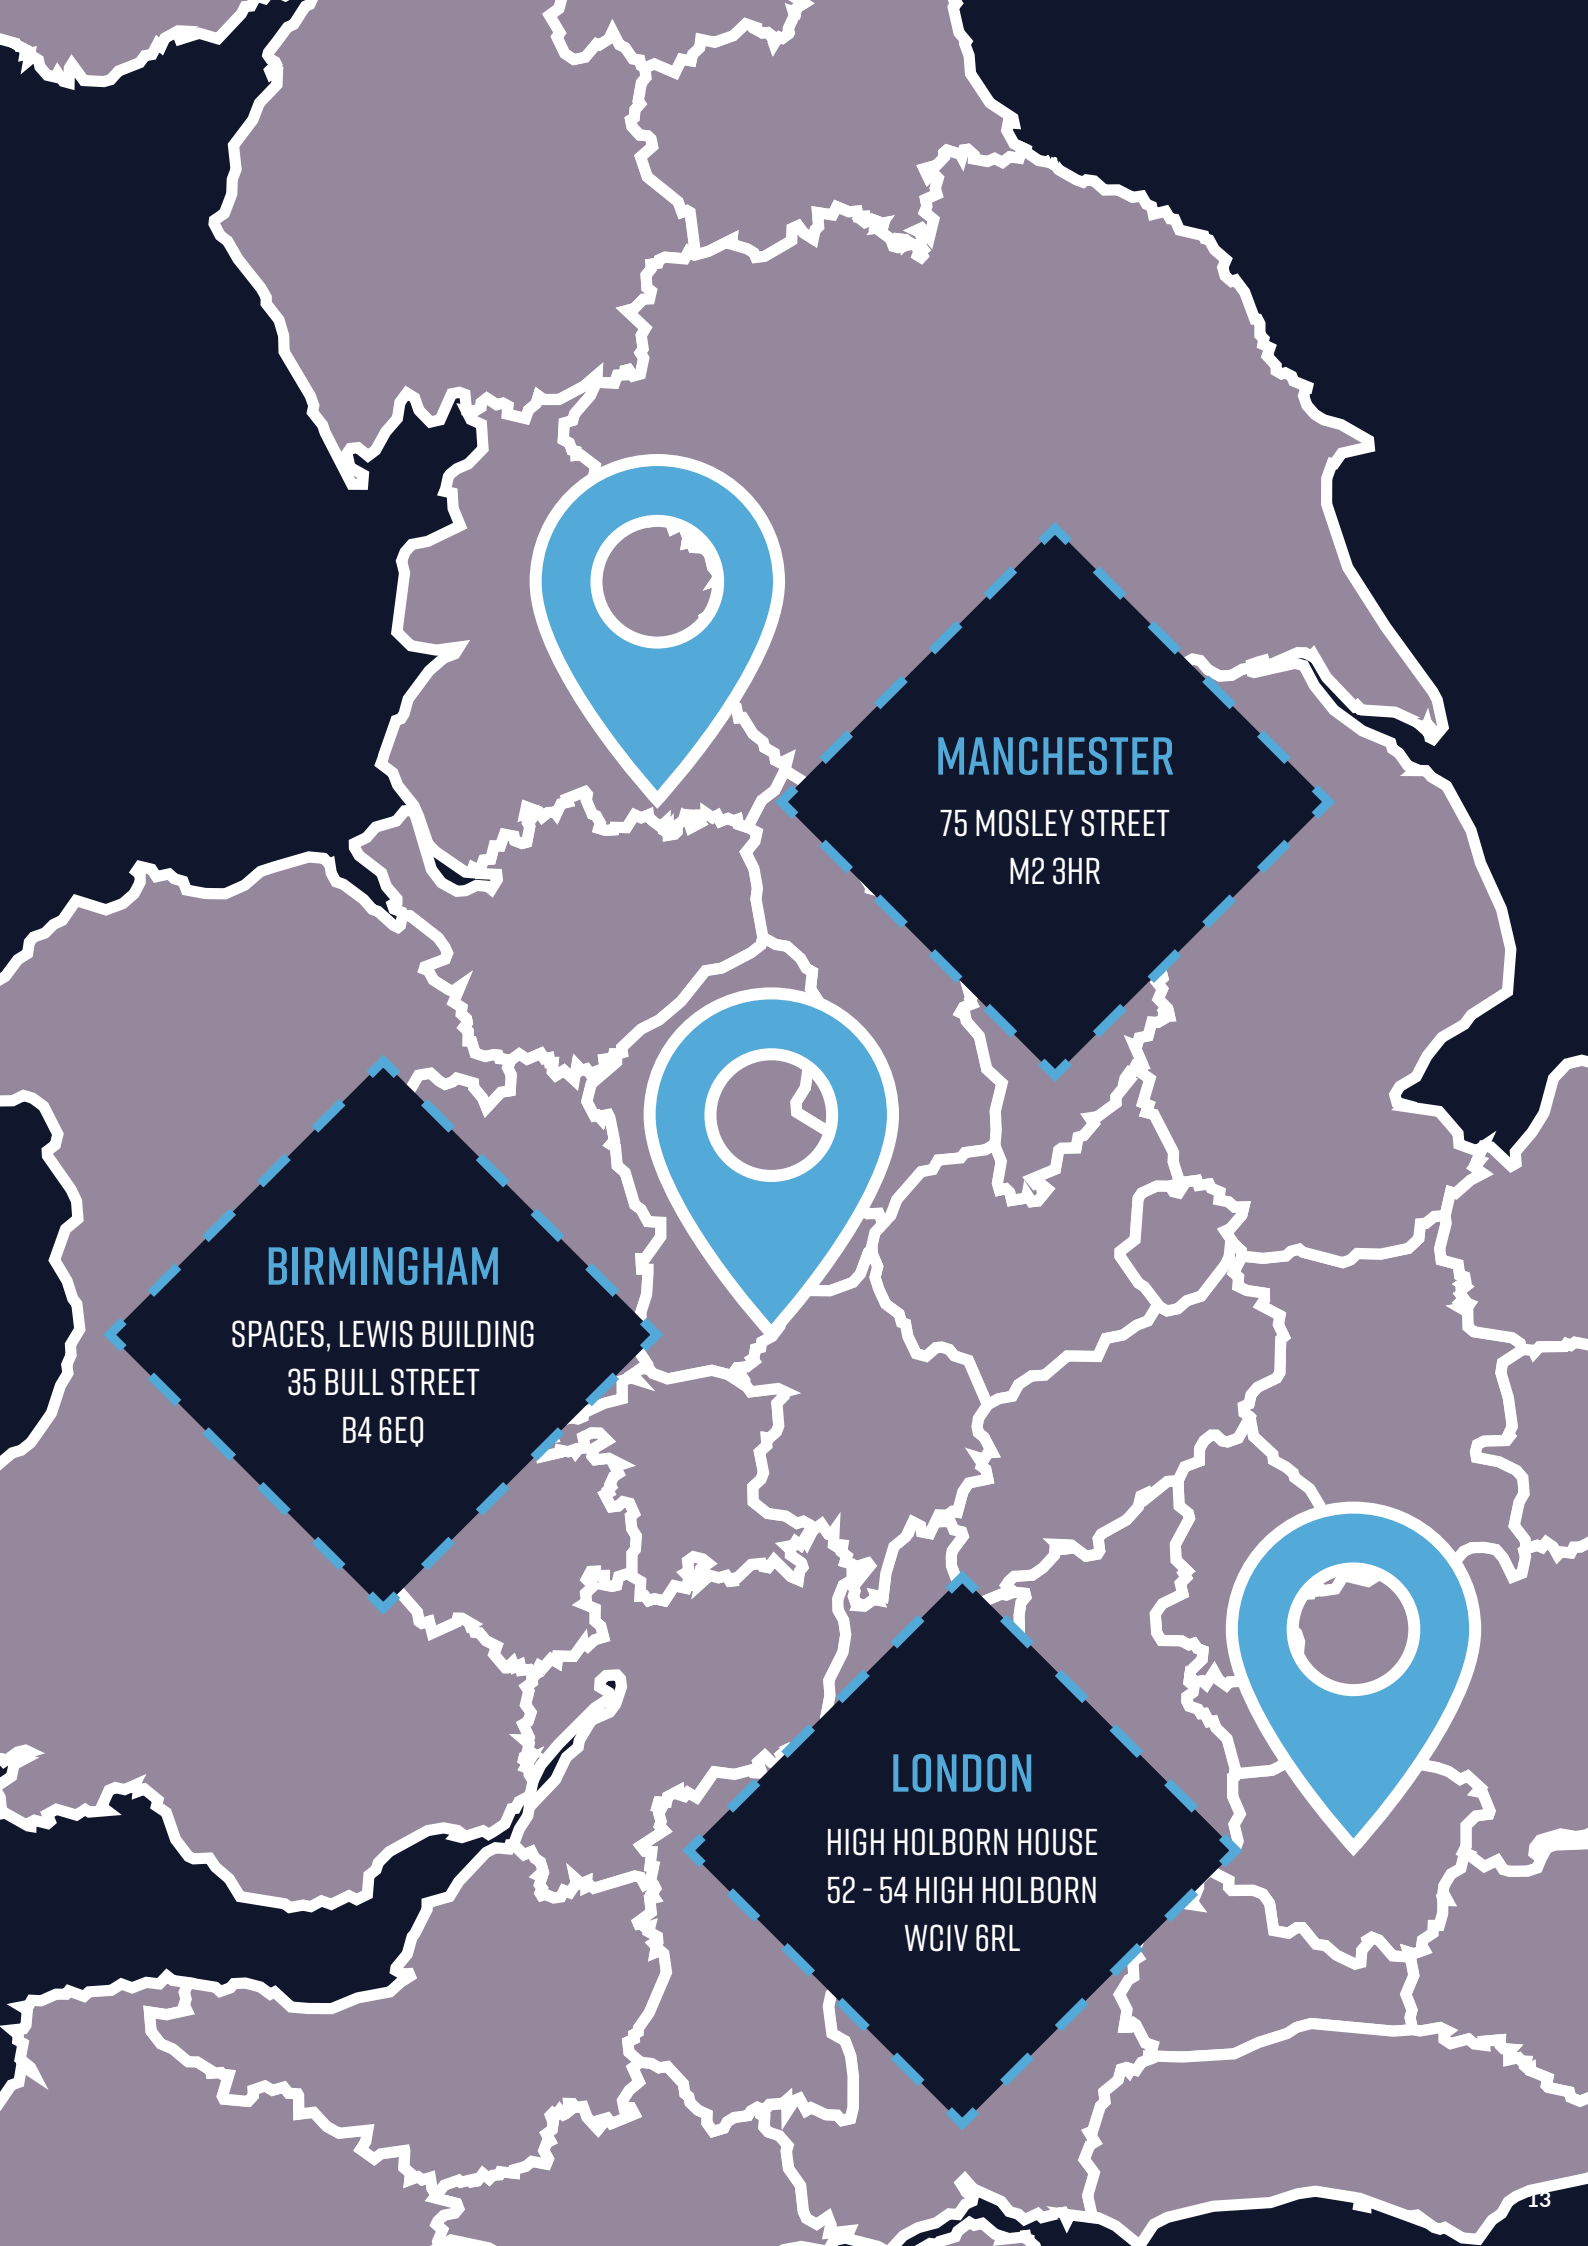 MANCHESTER
75 MOSLEY STREET
M2 3HR
BIRMINGHAM
SPACES, LEWIS BUILDING
35 BULL STREET
B4 6EQ
LONDON
HIGH HOLBORN HOUSE
52 - 54 HIGH HOLBORN
WC1V 6RL
13